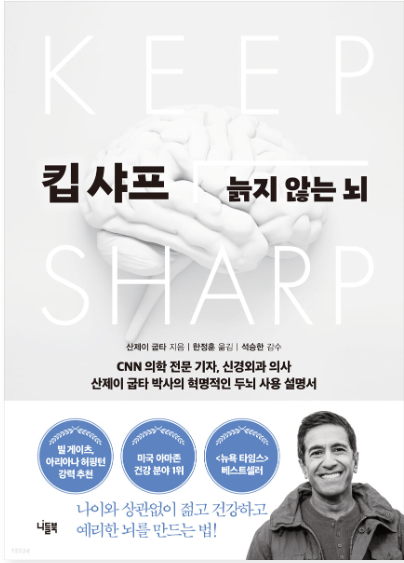 KEEP
킵 샤프 늙지 않는 뇌
SHARP
산제이 굽타 지음 | 한정훈 옮김 | 석승한 감수
CNN 의학 전문 기자, 신경외과 의사
산제이 굽타 박사의 혁명적인 두뇌 사용 설명서
빌 게이츠,
아리아나 허핑턴
강력 추천
미국 아마존
건강 분야 1위
<뉴욕 타임스>
베스트셀러
나이와 상관없이 젊고 건강하고
예리한 뇌를 만드는 법!
니들북